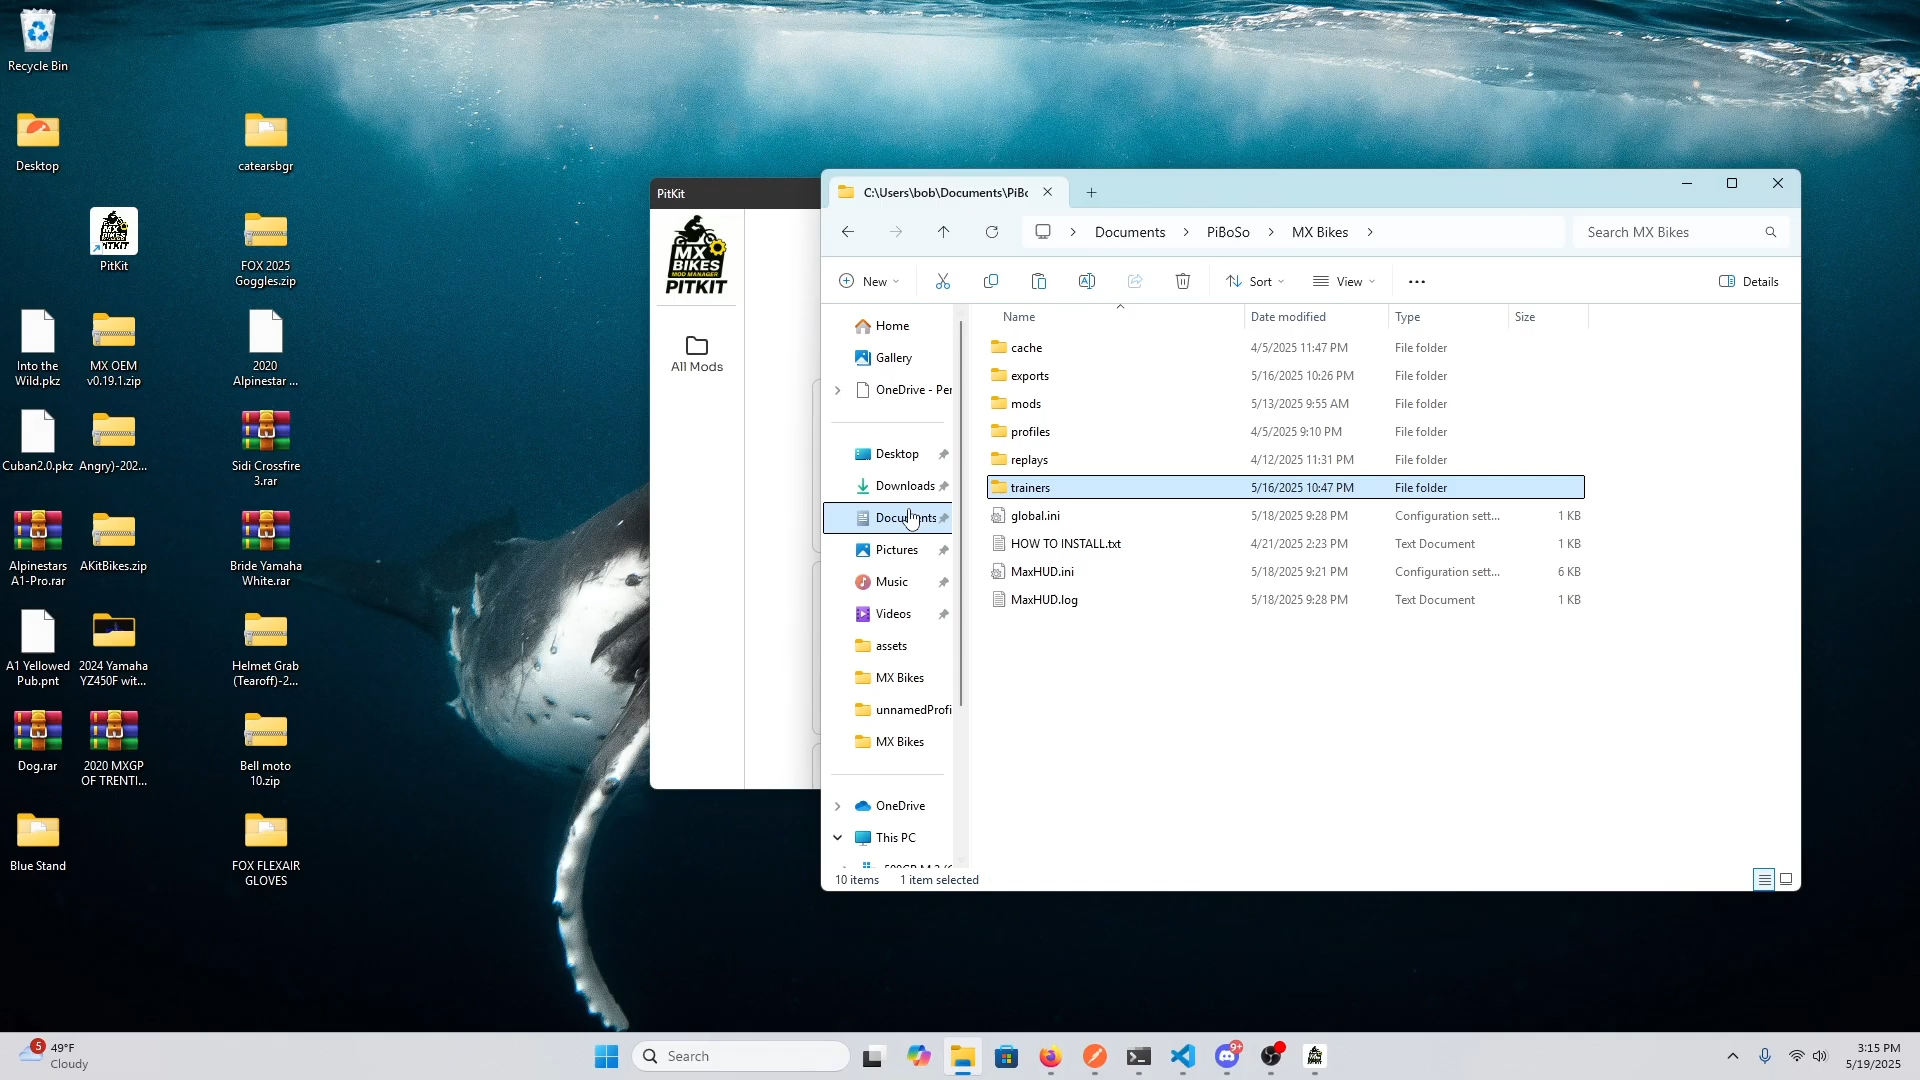 Recycle Bin
Desktop
catearsbgr
PitKit
FOX 2025
Goggles.zip
Into the
Wild.pkz
MX OEM
v0.19.1.zip
2020
Alpinestar ...
Cuban2.0.pkz
Angry)-202...
Sidi Crossfire
3.rar
Alpinestars
A1-Pro.rar
AKitBikes.zip
Bride Yamaha
White.rar
A1 Yellowed
Pub.pnt
2024 Yamaha
YZ450F wit...
Helmet Grab
(Tearoff)-2...
Dog.rar
2020 MXGP
OF TRENTI...
Bell moto
10.zip
Blue Stand
FOX FLEXAIR
GLOVES
PitKit
MX
BIKES
MOD MANAGER
PITKIT
All Mods
C:\Users\bob\Documents\PiBo
Documents
PiBoSo
MX Bikes
Search MX Bikes
New
Sort
View
Details
Home
Gallery
OneDrive - Per
Desktop
Downloads
Documents
Pictures
Music
Videos
assets
MX Bikes
unnamedProfi
MX Bikes
OneDrive
This PC
Name Date modified Type Size
cache 4/5/2025 11:47 PM File folder
exports 5/16/2025 10:26 PM File folder
mods 5/13/2025 9:55 AM File folder
profiles 4/5/2025 9:10 PM File folder
replays 4/12/2025 11:31 PM File folder
trainers 5/16/2025 10:47 PM File folder
global.ini 5/18/2025 9:28 PM Configuration sett... 1 KB
HOW TO INSTALL.txt 4/21/2025 2:23 PM Text Document 1 KB
MaxHUD.ini 5/18/2025 9:21 PM Configuration sett... 6 KB
MaxHUD.log 5/18/2025 9:28 PM Text Document 1 KB
10 items 1 item selected
5
49°F
Cloudy
Search
9+
3:15 PM
5/19/2025